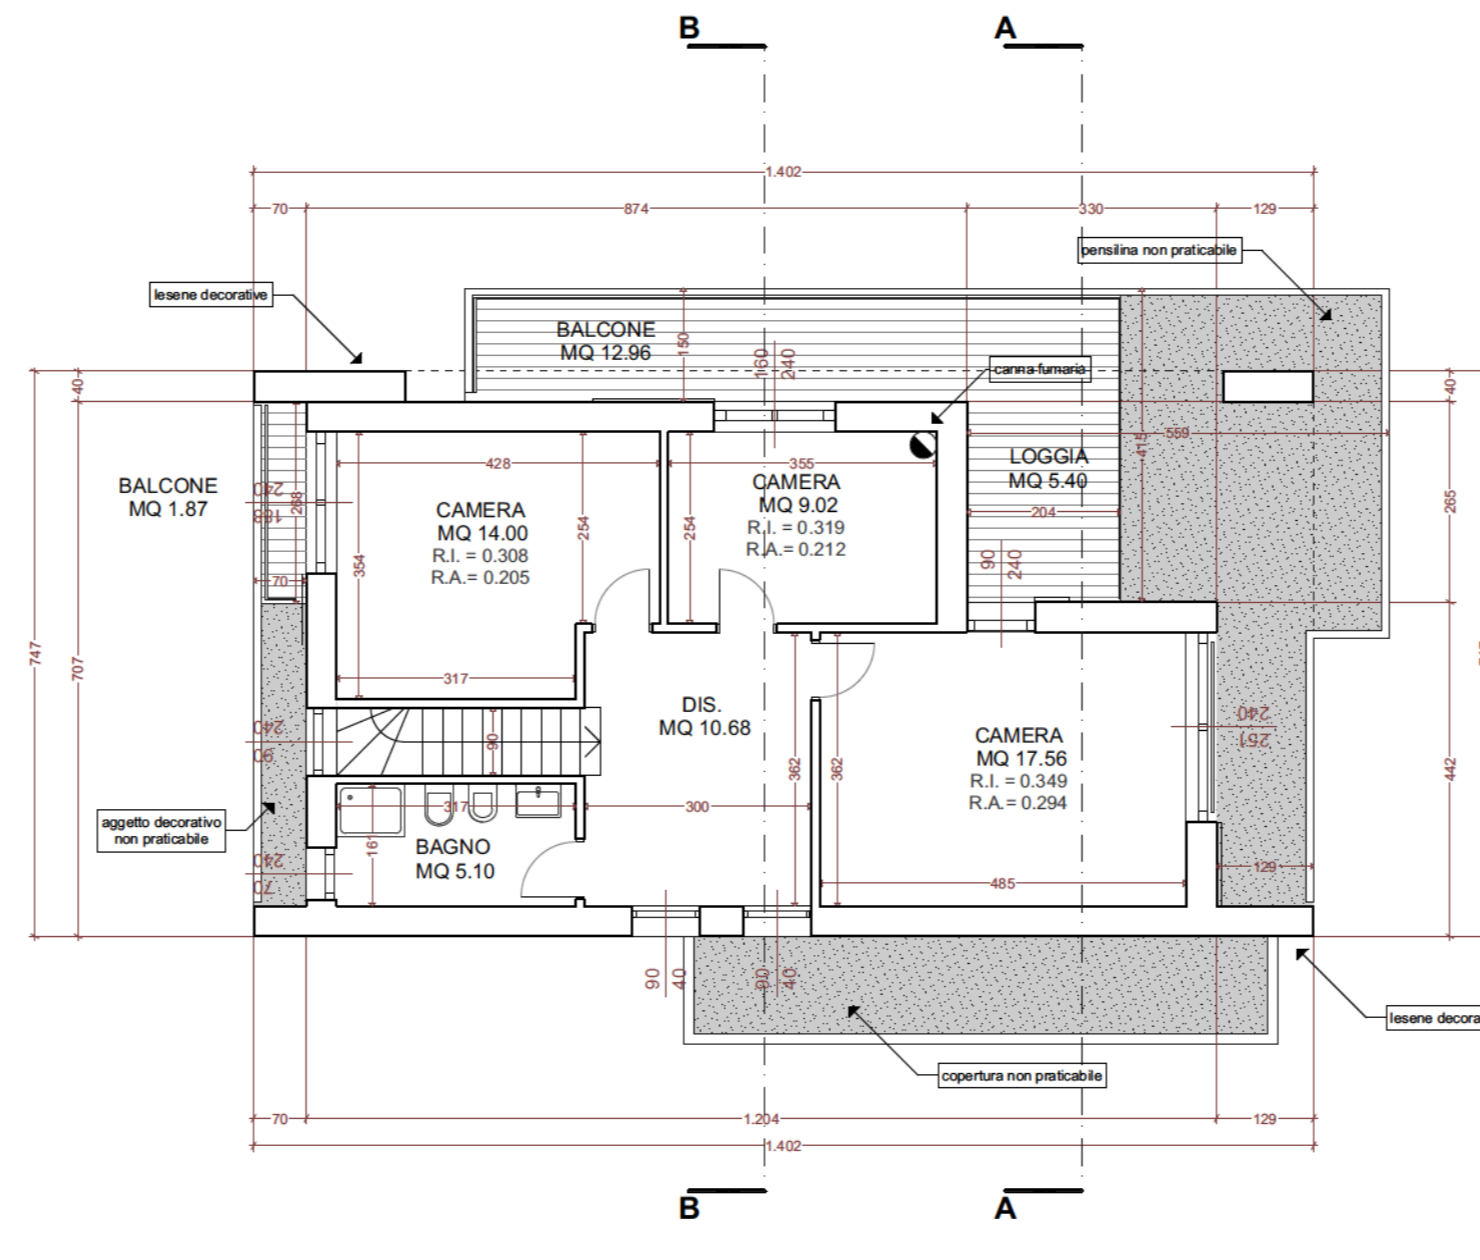 B
A
1.402
70
874
330
129
pensilina non praticabile
lesene decorative
BALCONE
MQ 12.96
150
160
240
canna fumaria
40
40
559
415
BALCONE
MQ 1.87
240
188
268
70
428
CAMERA
MQ 14.00
R.I. = 0.308
R.A.= 0.205
354
254
317
355
CAMERA
MQ 9.02
R.I. = 0.319
R.A.= 0.212
254
LOGGIA
MQ 5.40
204
90
240
265
747
707
240
90
90
DIS.
MQ 10.68
362
362
CAMERA
MQ 17.56
R.I. = 0.349
R.A.= 0.294
240
251
442
aggetto decorativo
non praticabile
317
161
BAGNO
MQ 5.10
300
485
129
240
70
90
40
90
40
lesene decora
copertura non praticabile
70
1.204
129
1.402
B
A